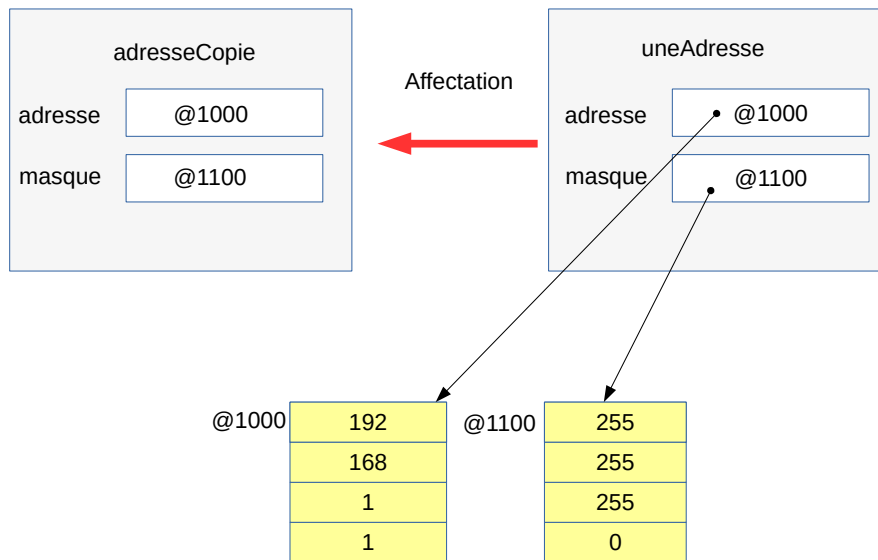 adresseCopie
uneAdresse
Affectation
adresse @1000
adresse @1000
masque @1100
masque @1100
@1000 192
168
1
1
@1100 255
255
255
0